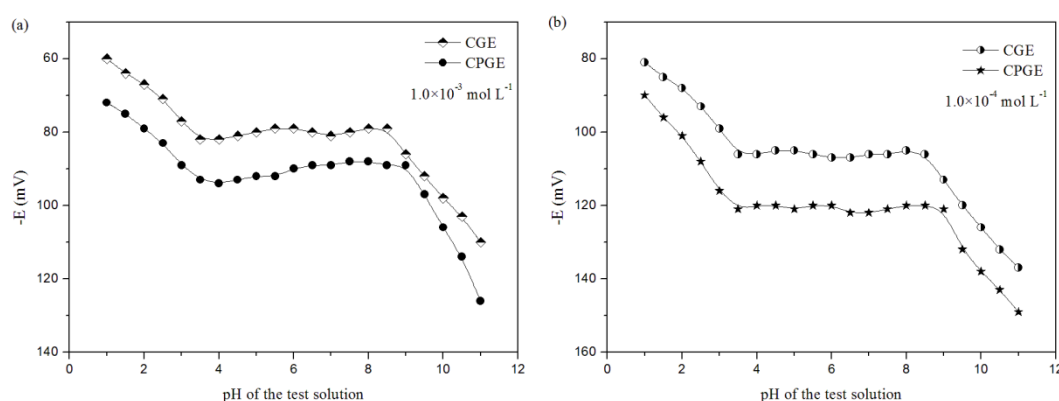 (a)
-E (mV)
60
80
100
120
140
0 2 4 6 8 10 12
pH of the test solution
CGE
CPGE
1.0×10⁻³ mol L⁻¹
(b)
-E (mV)
80
100
120
140
160
0 2 4 6 8 10 12
pH of the test solution
CGE
CPGE
1.0×10⁻⁴ mol L⁻¹